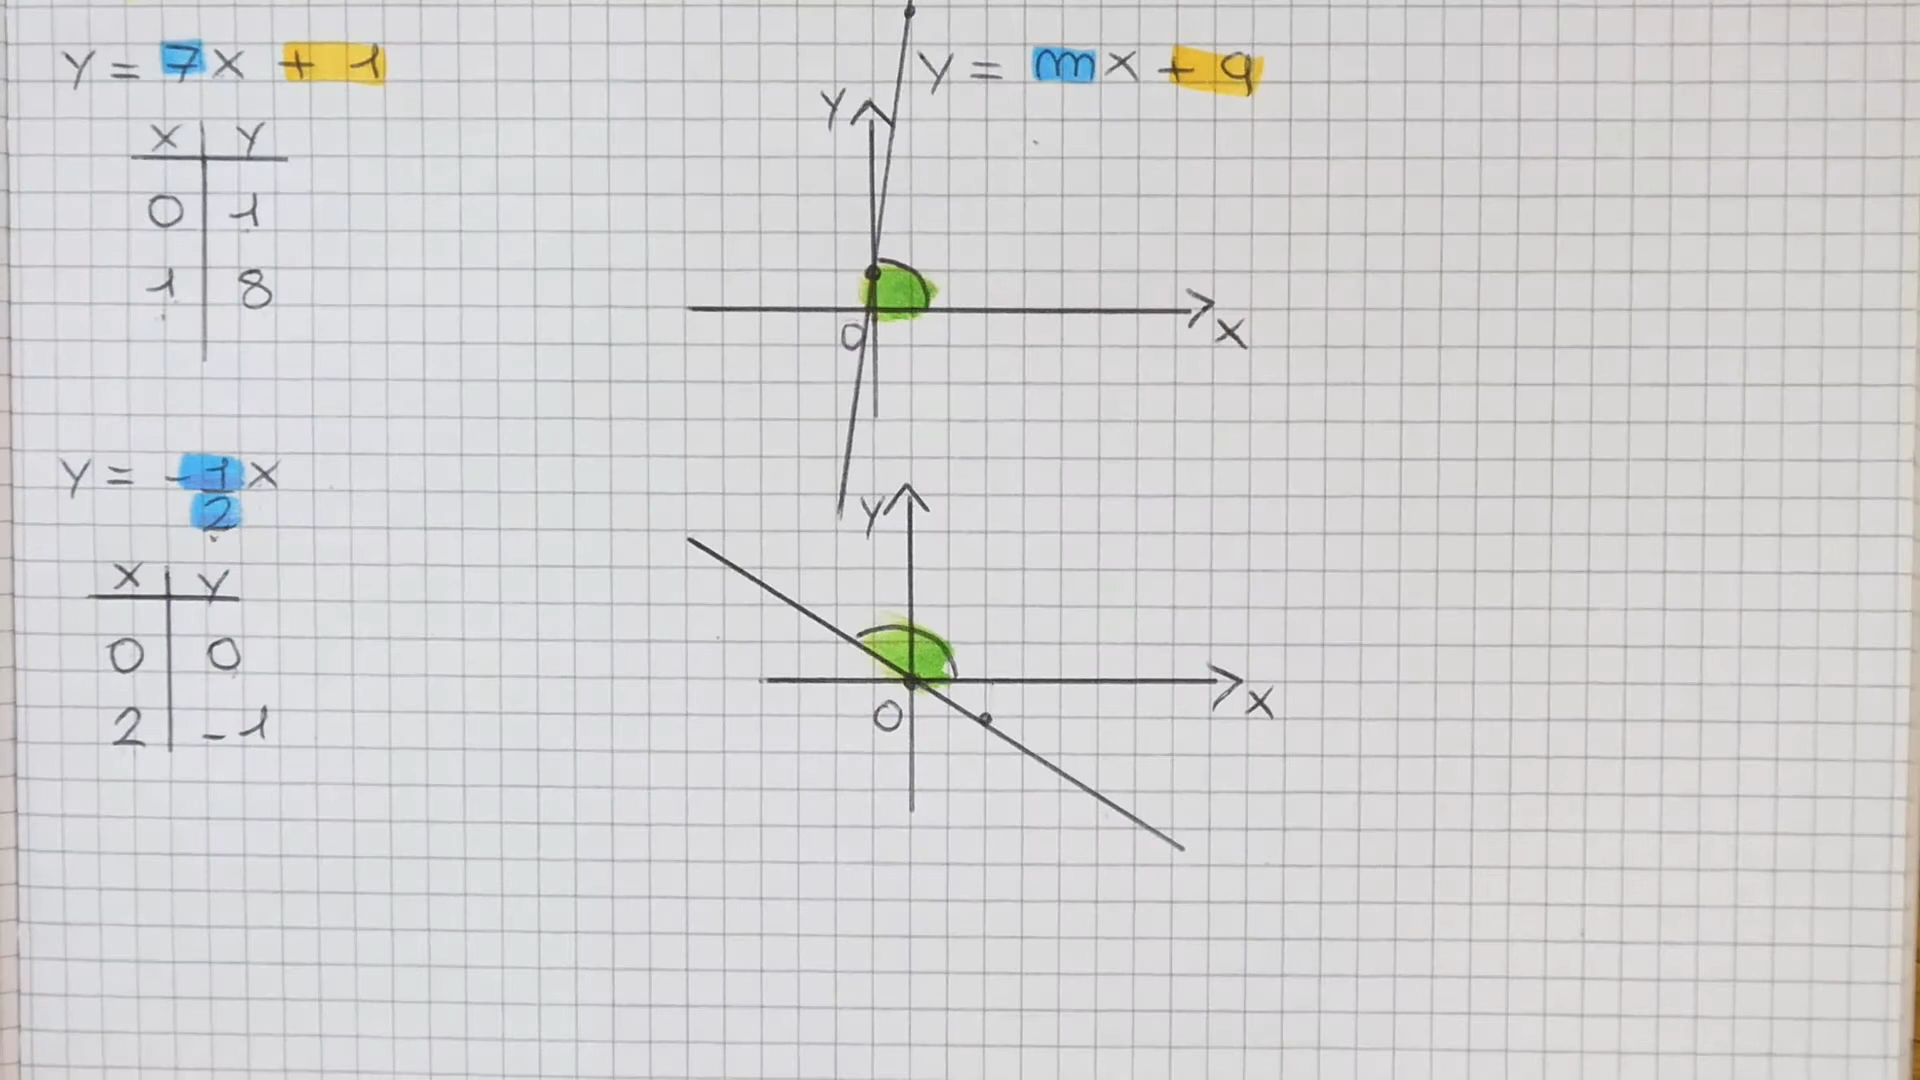 y = 7x + 1
y = mx + q
x y
0 1
1 8
y
0
x
y = -1/2 x
x y
0 0
2 -1
y
0
x